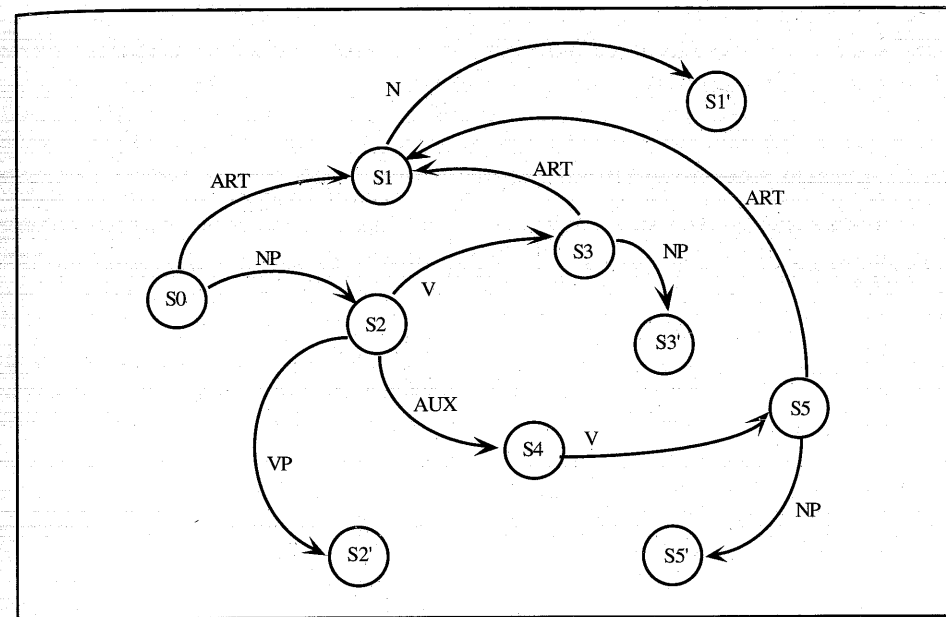 N
S1'
ART
S1
ART
ART
NP
S3
NP
S0
V
S2
S3'
AUX
S5
S4
V
VP
NP
S2'
S5'